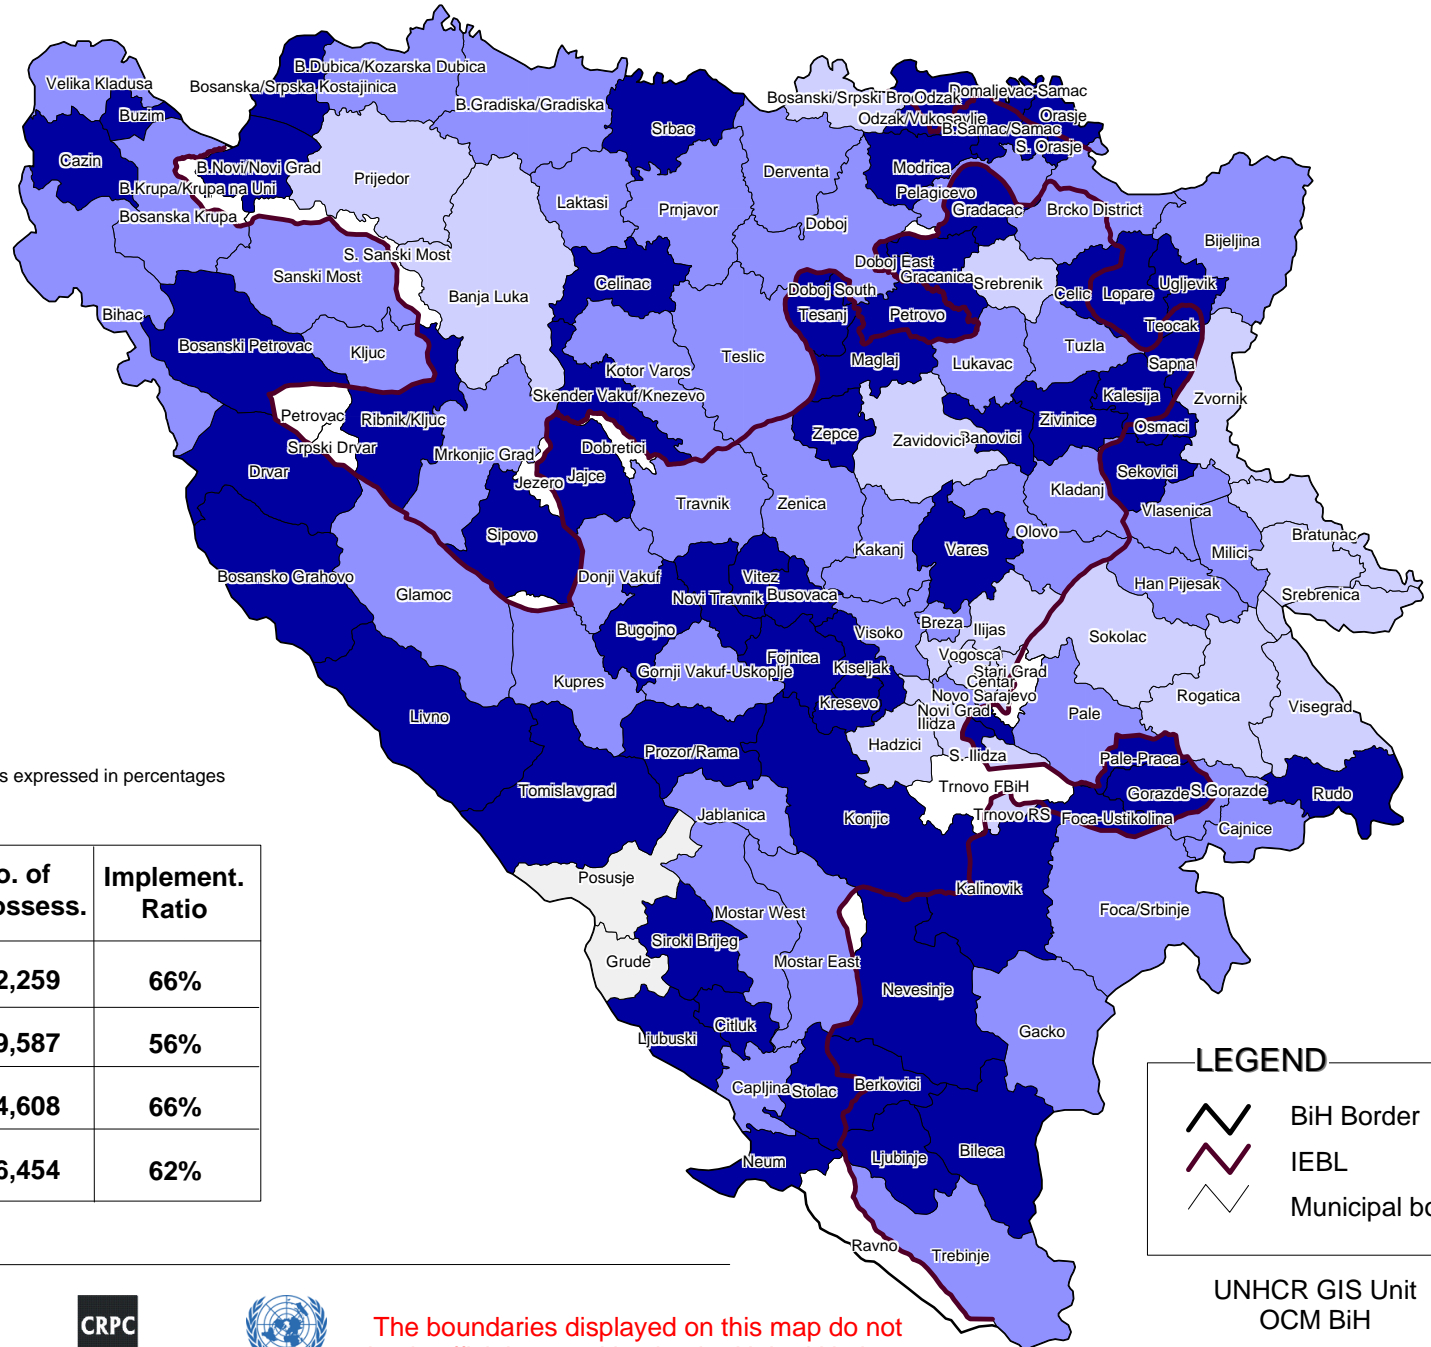 Velika Kladusa
B.Dubica/Kozarska Dubica
Bosanska/Srpska Kostajinica
Buzim
B.Gradiska/Gradiska
Srbac
Bosanski/Srpski Bro
Odzak
Domaljevac-Samac
Odzak/Vukosavlje
Orasje
B.Samac/Samac
S. Orasje
Cazin
B.Novi/Novi Grad
Prijedor
B.Krupa/Krupa na Uni
Bosanska Krupa
Laktasi
Prnjavor
Derventa
Doboj
Modrica
Pelagicevo
Gradacac
Brcko District
Bijeljina
S. Sanski Most
Sanski Most
Banja Luka
Celinac
Doboj East
Gracanica
Srebrenik
Doboj South
Celic
Lopare
Ugljevik
Bihac
Tesanj
Petrovo
Teocak
Bosanski Petrovac
Kljuc
Teslic
Maglaj
Lukavac
Tuzla
Sapna
Kotor Varos
Skender Vakuf/Knezevo
Kalesija
Zvornik
Petrovac
Ribnik/Kljuc
Srpski Drvar
Zepce
Zavidovici
Banovici
Zivinice
Osmaci
Drvar
Mrkonjic Grad
Dobretici
Jezero
Jajce
Sekovici
Travnik
Zenica
Kladanj
Vlasenica
Sipovo
Kakanj
Vares
Olovo
Milici
Bratunac
Bosansko Grahovo
Glamoc
Donji Vakuf
Vitez
Novi Travnik
Busovaca
Han Pijesak
Srebrenica
Bugojno
Visoko
Breza
Ilijas
Sokolac
Gornji Vakuf-Uskoplje
Fojnica
Kiseljak
Vogosca
Stari Grad
Centar
Kupres
Kresevo
Novo Sarajevo
Novi Grad
Ilidza
Pale
Rogatica
Visegrad
Livno
Prozor/Rama
Hadzici
S. Ilidza
Pale-Praca
Tomislavgrad
Trnovo FBiH
Gorazde
S.Gorazde
Rudo
Jablanica
Konjic
Trnovo RS
Foca-Ustikolina
Cajnice
Posusje
Kalinovik
Mostar West
Foca/Srbinje
Siroki Brijeg
Grude
Mostar East
Nevesinje
Ljubuski
Citluk
Gacko
Capljina
Stolac
Berkovici
Neum
Ljubinje
Bileca
Ravno
Trebinje
s expressed in percentages
o. of
ossess.
Implement.
Ratio
2,259 66%
9,587 56%
4,608 66%
6,454 62%
LEGEND
BiH Border
IEBL
Municipal bo
UNHCR GIS Unit
OCM BiH
CRPC
The boundaries displayed on this map do not